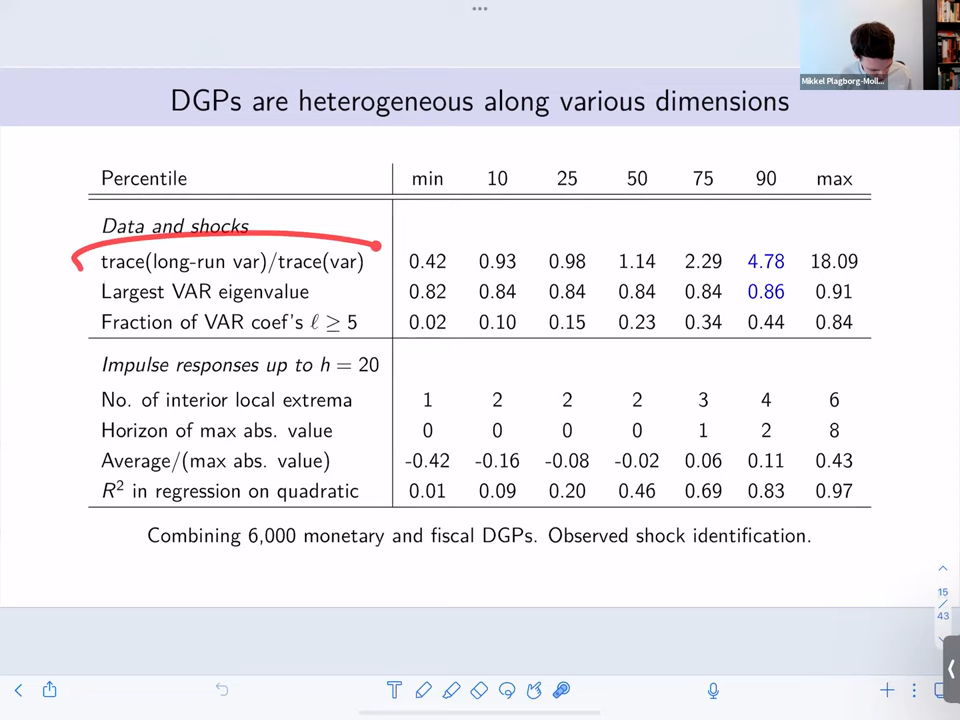 Mikkel Plagborg-Moll...
DGPs are heterogeneous along various dimensions
Percentile min 10 25 50 75 90 max
Data and shocks
trace(long-run var)/trace(var) 0.42 0.93 0.98 1.14 2.29 4.78 18.09
Largest VAR eigenvalue 0.82 0.84 0.84 0.84 0.84 0.86 0.91
Fraction of VAR coef's ℓ ≥ 5 0.02 0.10 0.15 0.23 0.34 0.44 0.84
Impulse responses up to h = 20
No. of interior local extrema 1 2 2 2 3 4 6
Horizon of max abs. value 0 0 0 0 1 2 8
Average/(max abs. value) -0.42 -0.16 -0.08 -0.02 0.06 0.11 0.43
R² in regression on quadratic 0.01 0.09 0.20 0.46 0.69 0.83 0.97
Combining 6,000 monetary and fiscal DGPs. Observed shock identification.
15
/
43